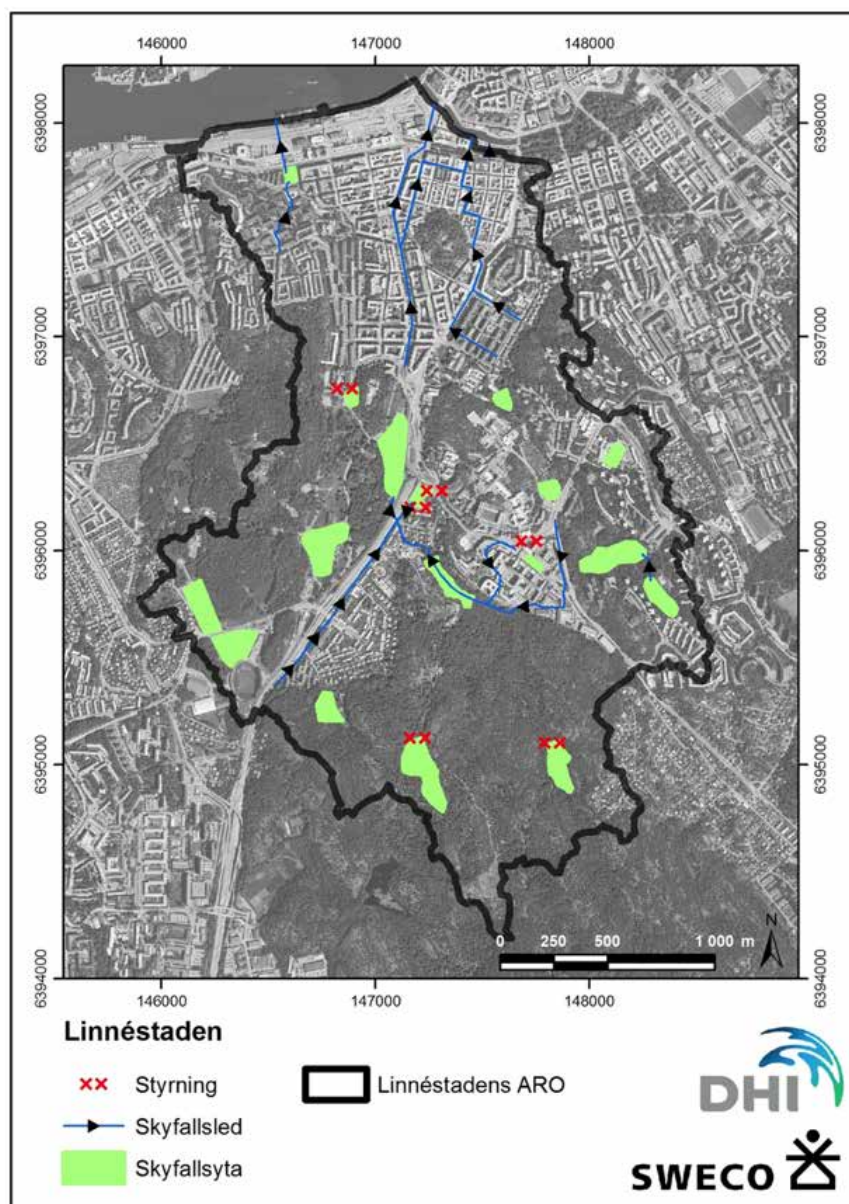 146000 147000 148000
6398000 6398000
6397000 6397000
6396000 6396000
6395000 6395000
6394000 6394000
N
0 250 500 1 000 m
146000 147000 148000
Linnéstaden
Styrning
Linnéstadens ARO
Skyfallsled
Skyfallsyta
DHI
SWECO